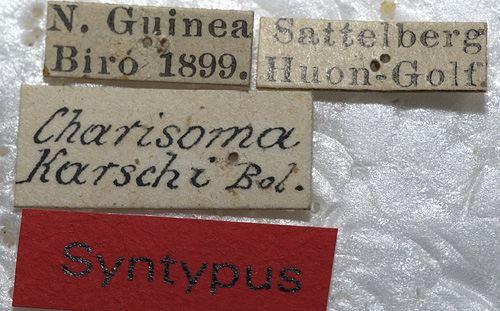 N. Guinea
Biró 1899.
Sattelberg
Huon-Golf
Charisoma
Karschi Bol.
Syntypus